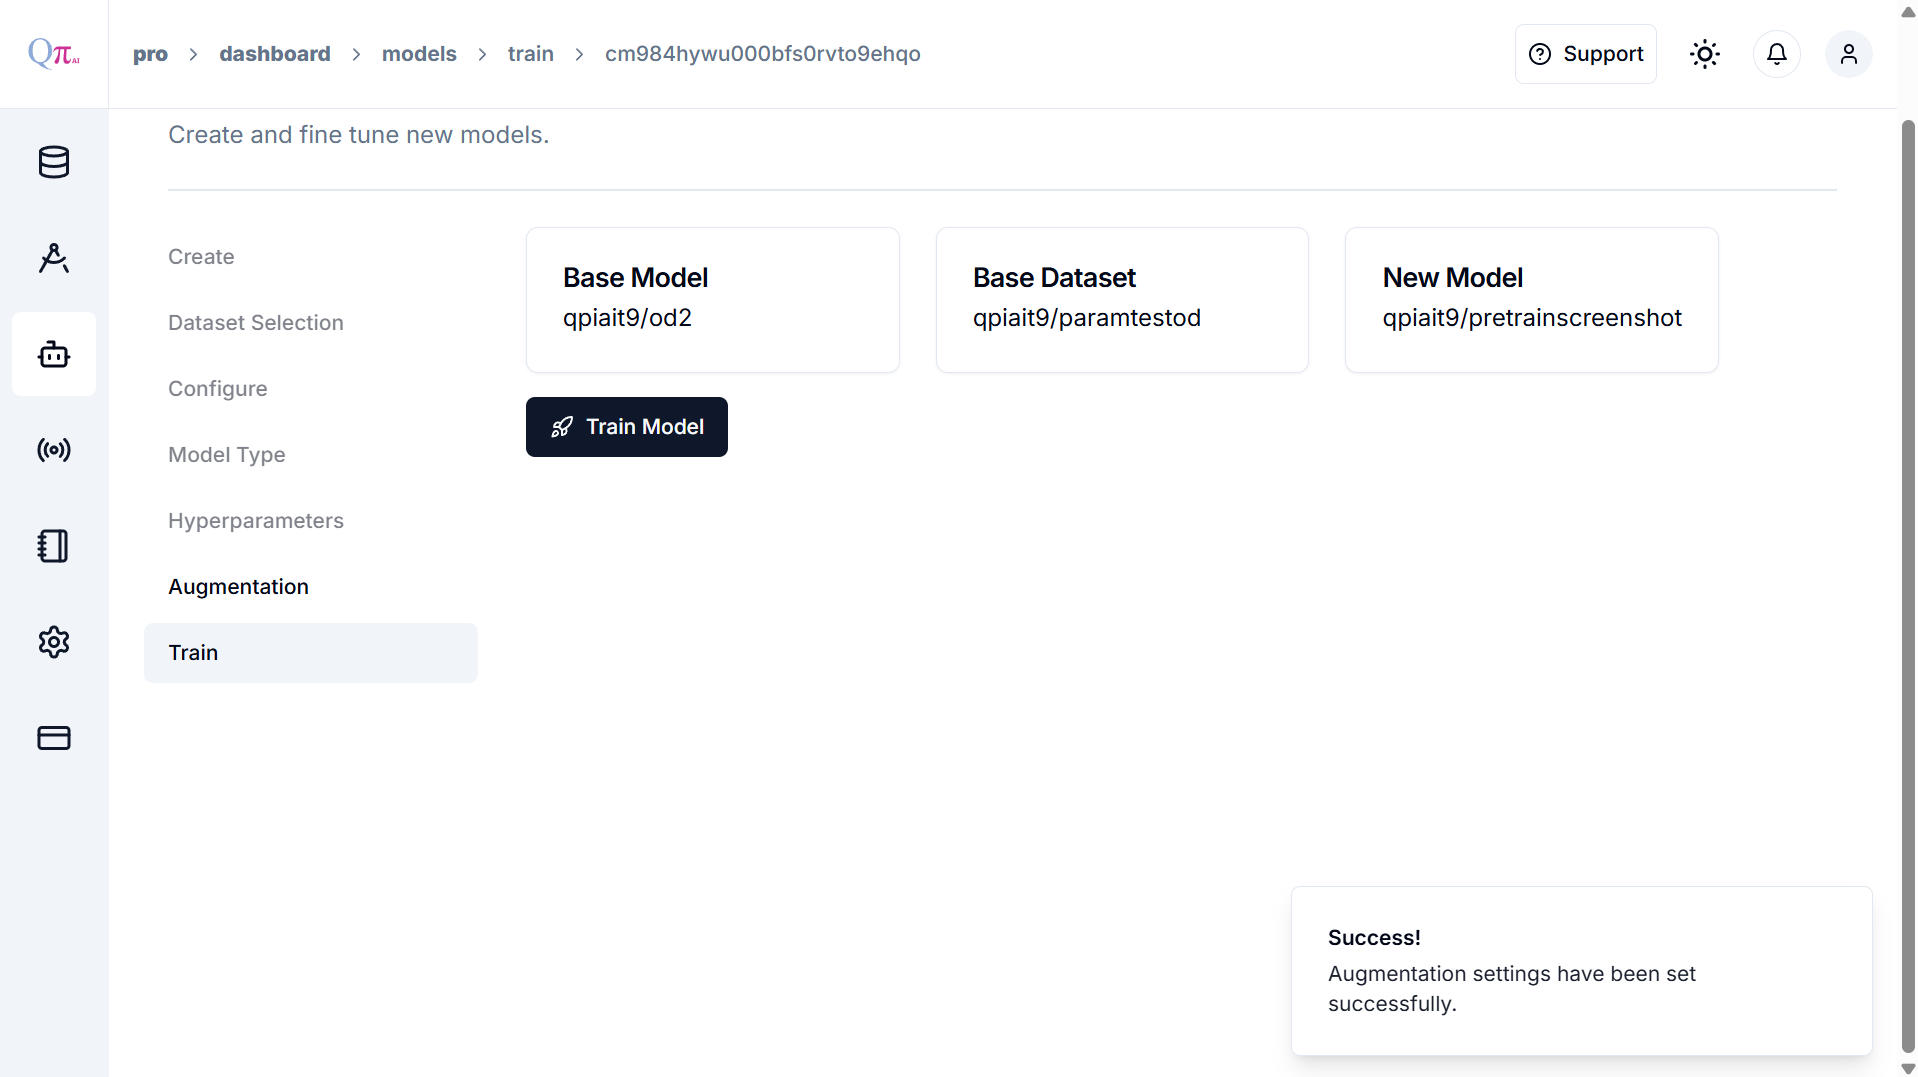 QπAI
pro > dashboard > models > train > cm984hywu000bfs0rvto9ehqo
Support
Create and fine tune new models.
Create
Dataset Selection
Configure
Model Type
Hyperparameters
Augmentation
Train
Base Model
qpiait9/od2
Base Dataset
qpiait9/paramtestod
New Model
qpiait9/pretrainscreenshot
Train Model
Success!
Augmentation settings have been set
successfully.